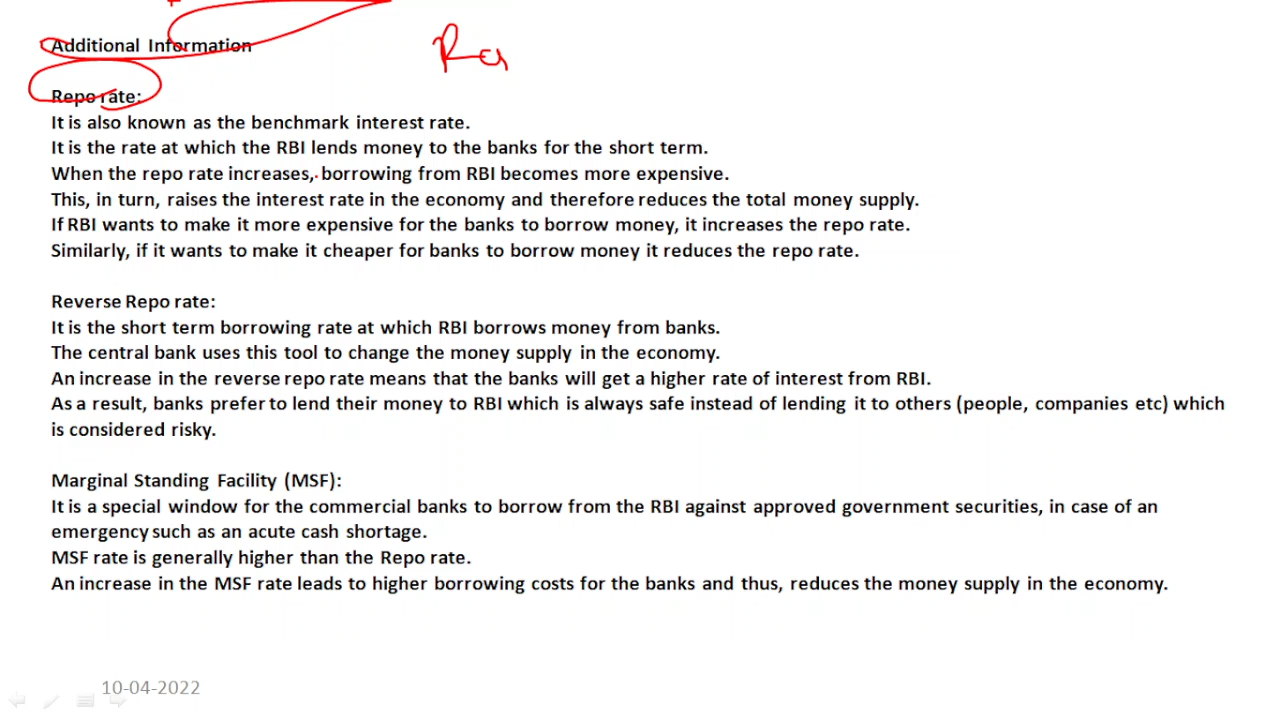 Additional Information
Repo rate:
It is also known as the benchmark interest rate.
It is the rate at which the RBI lends money to the banks for the short term.
When the repo rate increases, borrowing from RBI becomes more expensive.
This, in turn, raises the interest rate in the economy and therefore reduces the total money supply.
If RBI wants to make it more expensive for the banks to borrow money, it increases the repo rate.
Similarly, if it wants to make it cheaper for banks to borrow money it reduces the repo rate.
Reverse Repo rate:
It is the short term borrowing rate at which RBI borrows money from banks.
The central bank uses this tool to change the money supply in the economy.
An increase in the reverse repo rate means that the banks will get a higher rate of interest from RBI.
As a result, banks prefer to lend their money to RBI which is always safe instead of lending it to others (people, companies etc) which
is considered risky.
Marginal Standing Facility (MSF):
It is a special window for the commercial banks to borrow from the RBI against approved government securities, in case of an
emergency such as an acute cash shortage.
MSF rate is generally higher than the Repo rate.
An increase in the MSF rate leads to higher borrowing costs for the banks and thus, reduces the money supply in the economy.
10-04-2022